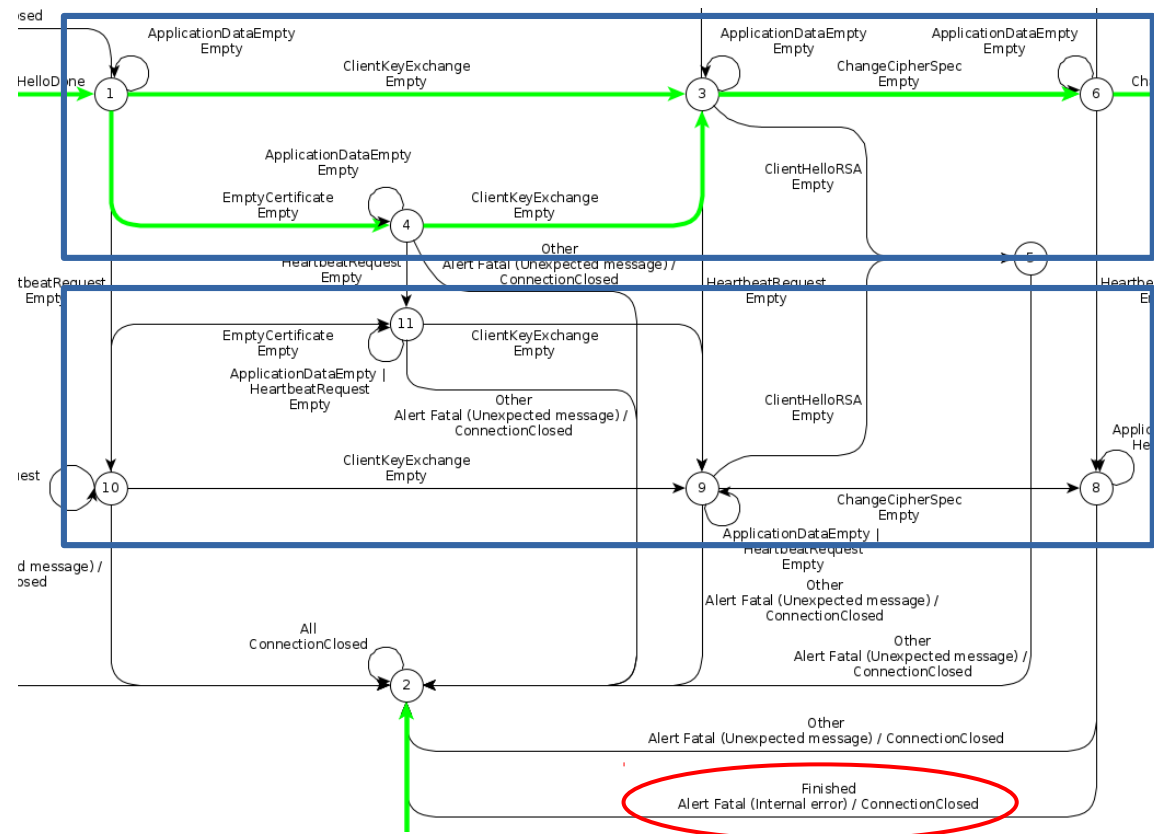 osed
ApplicationDataEmpty
Empty
ApplicationDataEmpty
Empty
ApplicationDataEmpty
Empty
HelloDone
1
ClientKeyExchange
Empty
3
ChangeCipherSpec
Empty
6
Ch
ApplicationDataEmpty
Empty
ClientHelloRSA
Empty
EmptyCertificate
Empty
4
ClientKeyExchange
Empty
Other
Alert Fatal (Unexpected message) /
ConnectionClosed
5
HeartbeatRequest
Empty
tbeatRequest
Empty
HeartbeatRequest
Empty
Heartbe
E
11
EmptyCertificate
Empty
ClientKeyExchange
Empty
ApplicationDataEmpty |
HeartbeatRequest
Empty
Other
Alert Fatal (Unexpected message) /
ConnectionClosed
ClientHelloRSA
Empty
Applic
He
uest
10
ClientKeyExchange
Empty
9
ChangeCipherSpec
Empty
8
ApplicationDataEmpty |
HeartbeatRequest
Empty
d message) /
osed
Other
Alert Fatal (Unexpected message) /
ConnectionClosed
All
ConnectionClosed
2
Other
Alert Fatal (Unexpected message) /
ConnectionClosed
Other
Alert Fatal (Unexpected message) / ConnectionClosed
Finished
Alert Fatal (Internal error) / ConnectionClosed